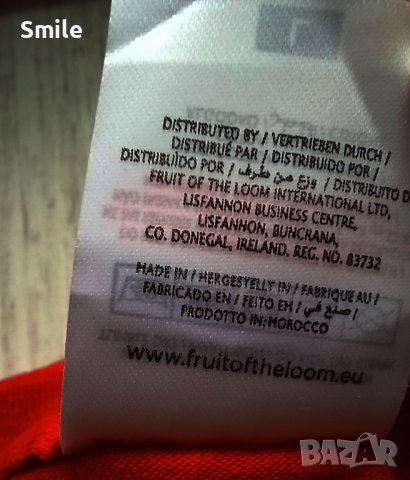 Smile
DISTRIBUTED BY / VERTRIEBEN DURCH /
DISTRIBUÉ PAR / DISTRIBUIDO POR /
DISTRIBUÍDO POR / وزع من طرف / DISTRIBUITO D
FRUIT OF THE LOOM INTERNATIONAL LTD,
LISFANNON BUSINESS CENTRE,
LISFANNON, BUNCRANA,
CO. DONEGAL, IRELAND. REG. NO. 83732
MADE IN / HERGESTELLT IN / FABRIQUE AU /
FABRICADO EN / FEITO EM / صنع في /
PRODOTTO IN: MOROCCO
www.fruitoftheloom.eu
BAZAR